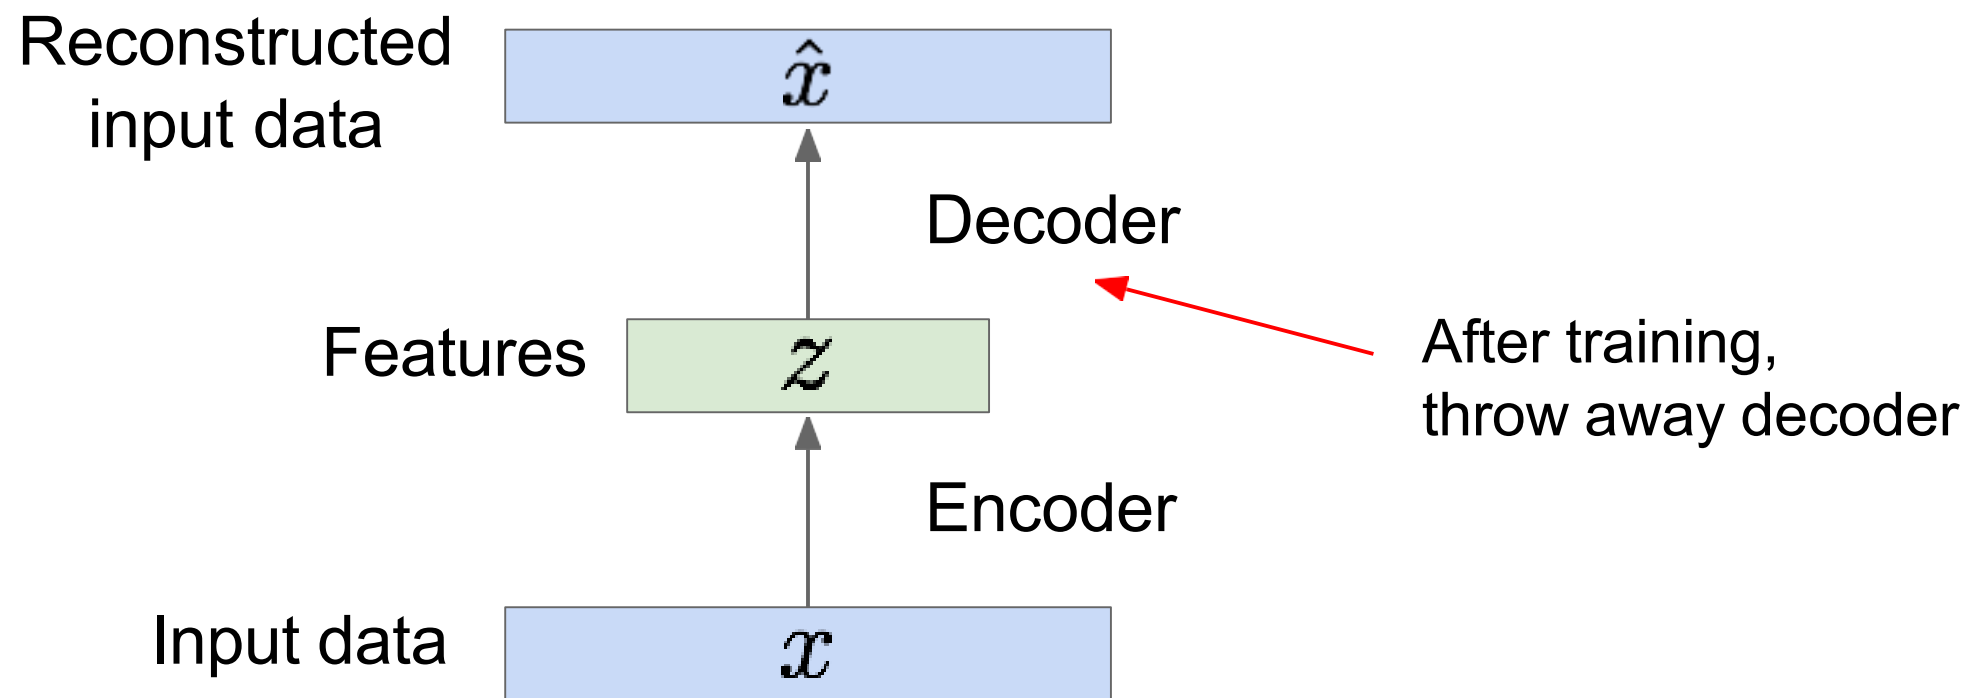 Reconstructed
input data
x̂
Decoder
Features
z
After training,
throw away decoder
Encoder
Input data
x